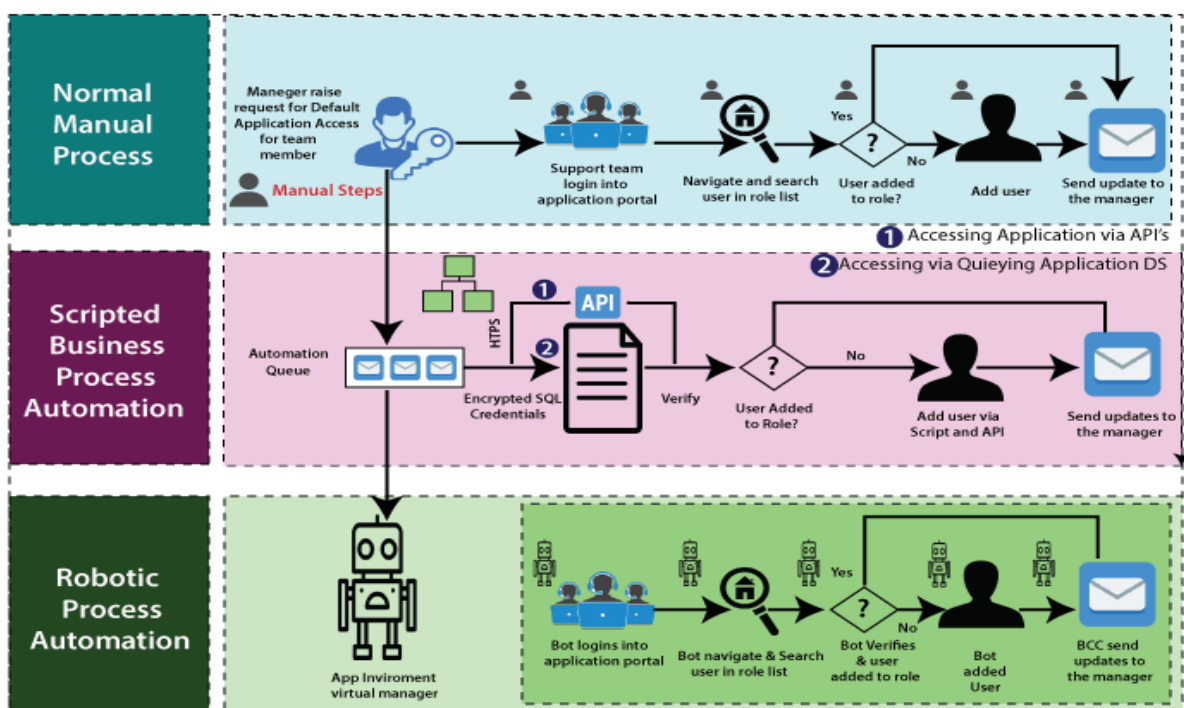 Normal
Manual
Process
Maneger raise
request for Default
Application Access
for team
member
Manual Steps
Support team
login into
application portal
Navigate and search
user in role list
Yes
?
No
User added
to role?
Add user
Send update to
the manager
1 Accessing Application via API's
2 Accessing via Quieying Application DS
Scripted
Business
Process
Automation
Automation
Queue
HTPS
1
API
2
Encrypted SQL
Credentials
Verify
?
No
User Added
to Role?
Add user via
Script and API
Send updates to
the manager
Robotic
Process
Automation
App Inviroment
virtual manager
Bot logins into
application portal
Bot navigate & Search
user in role list
Yes
?
No
Bot Verifies
& user
added to role
Bot
added
User
BCC send
updates to
the manager